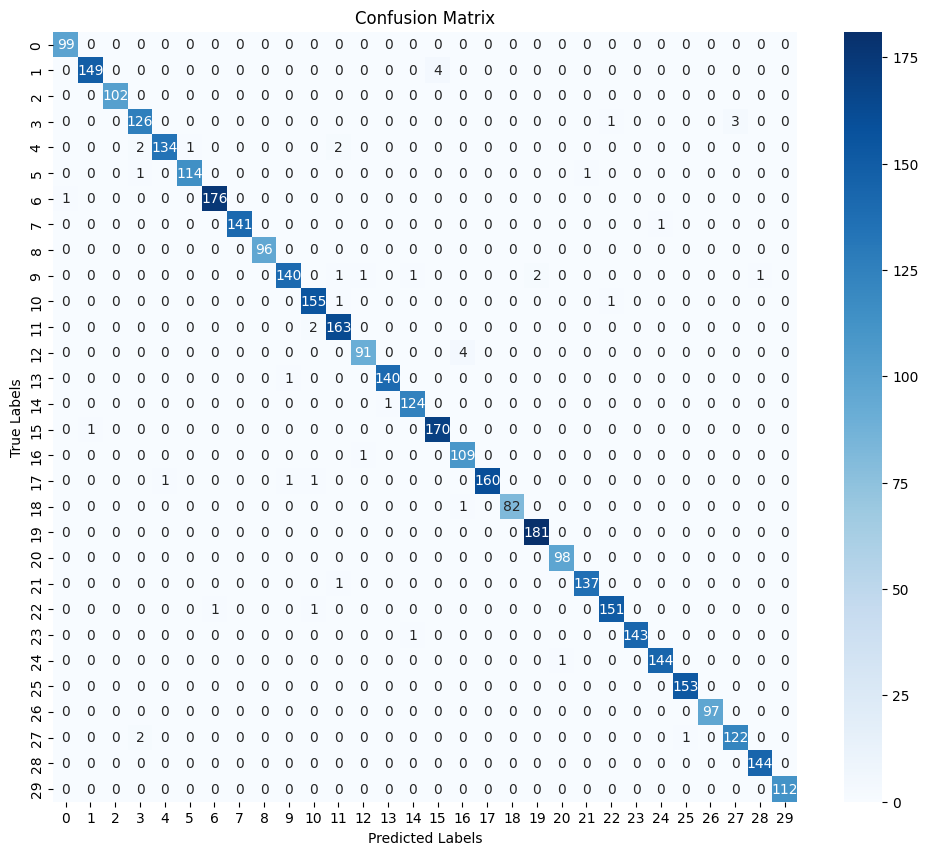 Confusion Matrix
0 99 0 0 0 0 0 0 0 0 0 0 0 0 0 0 0 0 0 0 0 0 0 0 0 0 0 0 0 0 0
1 0 149 0 0 0 0 0 0 0 0 0 0 0 0 0 4 0 0 0 0 0 0 0 0 0 0 0 0 0 0
2 0 0 102 0 0 0 0 0 0 0 0 0 0 0 0 0 0 0 0 0 0 0 0 0 0 0 0 0 0 0
3 0 0 0 126 0 0 0 0 0 0 0 0 0 0 0 0 0 0 0 0 0 0 1 0 0 0 0 3 0 0
4 0 0 0 2 134 1 0 0 0 0 0 2 0 0 0 0 0 0 0 0 0 0 0 0 0 0 0 0 0 0
5 0 0 0 1 0 114 0 0 0 0 0 0 0 0 0 0 0 0 0 0 0 1 0 0 0 0 0 0 0 0
6 1 0 0 0 0 0 176 0 0 0 0 0 0 0 0 0 0 0 0 0 0 0 0 0 0 0 0 0 0 0
7 0 0 0 0 0 0 0 141 0 0 0 0 0 0 0 0 0 0 0 0 0 0 0 0 1 0 0 0 0 0
8 0 0 0 0 0 0 0 0 96 0 0 0 0 0 0 0 0 0 0 0 0 0 0 0 0 0 0 0 0 0
9 0 0 0 0 0 0 0 0 0 140 0 1 1 0 1 0 0 0 0 2 0 0 0 0 0 0 0 0 1 0
10 0 0 0 0 0 0 0 0 0 0 155 1 0 0 0 0 0 0 0 0 0 0 1 0 0 0 0 0 0 0
11 0 0 0 0 0 0 0 0 0 0 2 163 0 0 0 0 0 0 0 0 0 0 0 0 0 0 0 0 0 0
12 0 0 0 0 0 0 0 0 0 0 0 0 91 0 0 0 4 0 0 0 0 0 0 0 0 0 0 0 0 0
13 0 0 0 0 0 0 0 0 0 1 0 0 0 140 0 0 0 0 0 0 0 0 0 0 0 0 0 0 0 0
14 0 0 0 0 0 0 0 0 0 0 0 0 0 1 124 0 0 0 0 0 0 0 0 0 0 0 0 0 0 0
15 0 1 0 0 0 0 0 0 0 0 0 0 0 0 0 170 0 0 0 0 0 0 0 0 0 0 0 0 0 0
16 0 0 0 0 0 0 0 0 0 0 0 0 1 0 0 0 109 0 0 0 0 0 0 0 0 0 0 0 0 0
17 0 0 0 0 1 0 0 0 0 1 1 0 0 0 0 0 0 160 0 0 0 0 0 0 0 0 0 0 0 0
18 0 0 0 0 0 0 0 0 0 0 0 0 0 0 0 0 1 0 82 0 0 0 0 0 0 0 0 0 0 0
19 0 0 0 0 0 0 0 0 0 0 0 0 0 0 0 0 0 0 0 181 0 0 0 0 0 0 0 0 0 0
20 0 0 0 0 0 0 0 0 0 0 0 0 0 0 0 0 0 0 0 0 98 0 0 0 0 0 0 0 0 0
21 0 0 0 0 0 0 0 0 0 0 0 1 0 0 0 0 0 0 0 0 0 137 0 0 0 0 0 0 0 0
22 0 0 0 0 0 0 1 0 0 0 1 0 0 0 0 0 0 0 0 0 0 0 151 0 0 0 0 0 0 0
23 0 0 0 0 0 0 0 0 0 0 0 0 0 0 1 0 0 0 0 0 0 0 0 143 0 0 0 0 0 0
24 0 0 0 0 0 0 0 0 0 0 0 0 0 0 0 0 0 0 0 0 1 0 0 0 144 0 0 0 0 0
25 0 0 0 0 0 0 0 0 0 0 0 0 0 0 0 0 0 0 0 0 0 0 0 0 0 153 0 0 0 0
26 0 0 0 0 0 0 0 0 0 0 0 0 0 0 0 0 0 0 0 0 0 0 0 0 0 0 97 0 0 0
27 0 0 0 2 0 0 0 0 0 0 0 0 0 0 0 0 0 0 0 0 0 0 0 0 0 1 0 122 0 0
28 0 0 0 0 0 0 0 0 0 0 0 0 0 0 0 0 0 0 0 0 0 0 0 0 0 0 0 0 144 0
29 0 0 0 0 0 0 0 0 0 0 0 0 0 0 0 0 0 0 0 0 0 0 0 0 0 0 0 0 0 112
0 1 2 3 4 5 6 7 8 9 10 11 12 13 14 15 16 17 18 19 20 21 22 23 24 25 26 27 28 29
Predicted Labels
True Labels
175
150
125
100
75
50
25
0